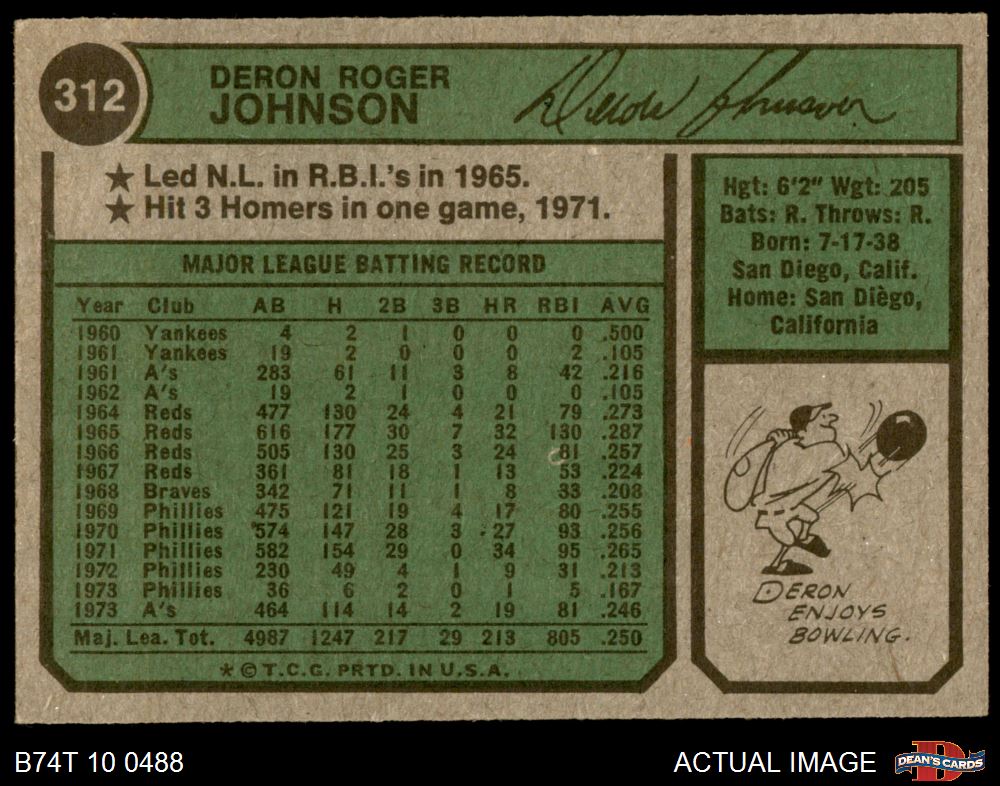 312
DERON ROGER
JOHNSON
Deron Johnson
★ Led N.L. in R.B.I.'s in 1965.
★ Hit 3 Homers in one game, 1971.
MAJOR LEAGUE BATTING RECORD
Year Club AB H 2B 3B HR RBI AVG
1960 Yankees 4 2 1 0 0 0 .500
1961 Yankees 19 2 0 0 0 2 .105
1961 A's 283 61 11 3 8 42 .216
1962 A's 19 2 1 0 0 0 .105
1964 Reds 477 130 24 4 21 79 .273
1965 Reds 616 177 30 7 32 130 .287
1966 Reds 505 130 25 3 24 81 .257
1967 Reds 361 81 18 1 13 53 .224
1968 Braves 342 71 11 1 8 33 .208
1969 Phillies 475 121 19 4 17 80 .255
1970 Phillies 574 147 28 3 27 93 .256
1971 Phillies 582 154 29 0 34 95 .265
1972 Phillies 230 49 4 1 9 31 .213
1973 Phillies 36 6 2 0 1 5 .167
1973 A's 464 114 14 2 19 81 .246
Maj. Lea. Tot. 4987 1247 217 29 213 805 .250
★ © T.C.G. PRTD. IN U.S.A.
Hgt: 6'2" Wgt: 205
Bats: R. Throws: R.
Born: 7-17-38
San Diego, Calif.
Home: San Diego,
California
DERON
ENJOYS
BOWLING.
B74T 10 0488
ACTUAL IMAGE
D
DEAN'S CARDS